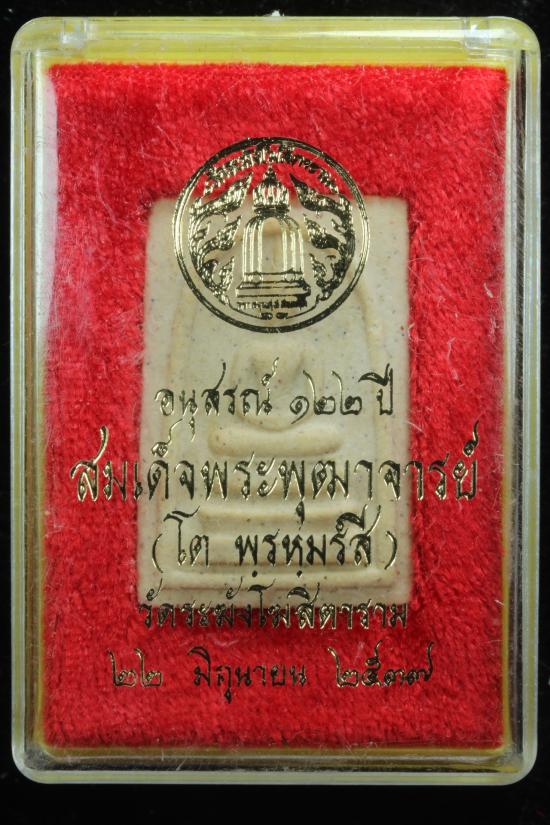 อนุสรณ์ ๑๒๒ ปี
สมเด็จพระพุฒาจารย์
(โต พฺรหฺมรํสี)
วัดระฆังโฆสิตาราม
๒๒ มิถุนายน ๒๕๓๗